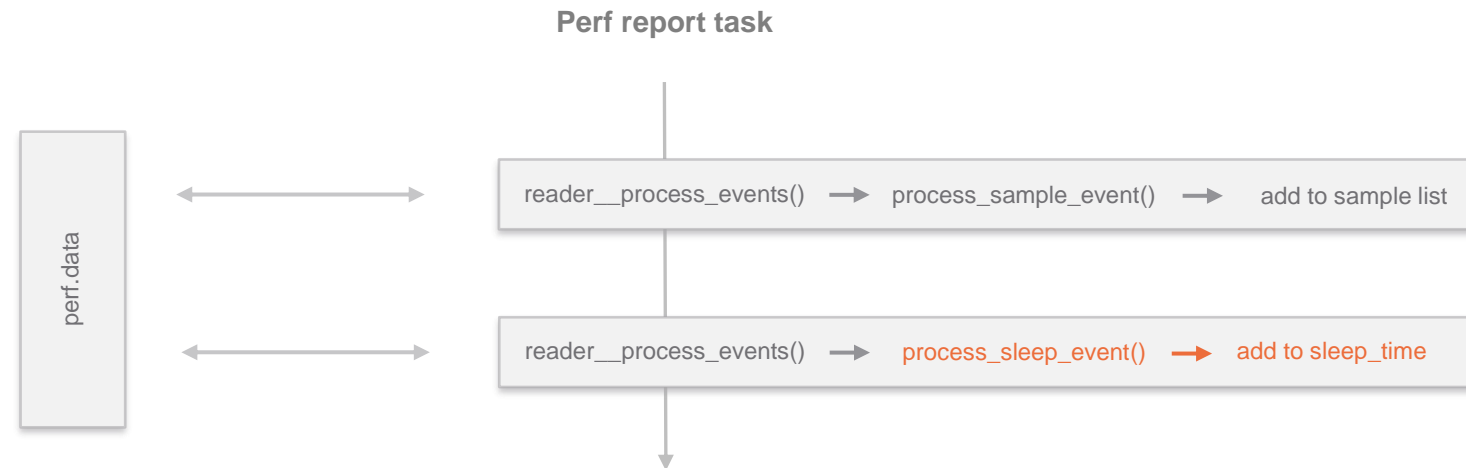 Perf report task
perf.data
reader__process_events() process_sample_event() add to sample list
reader__process_events() process_sleep_event() add to sleep_time